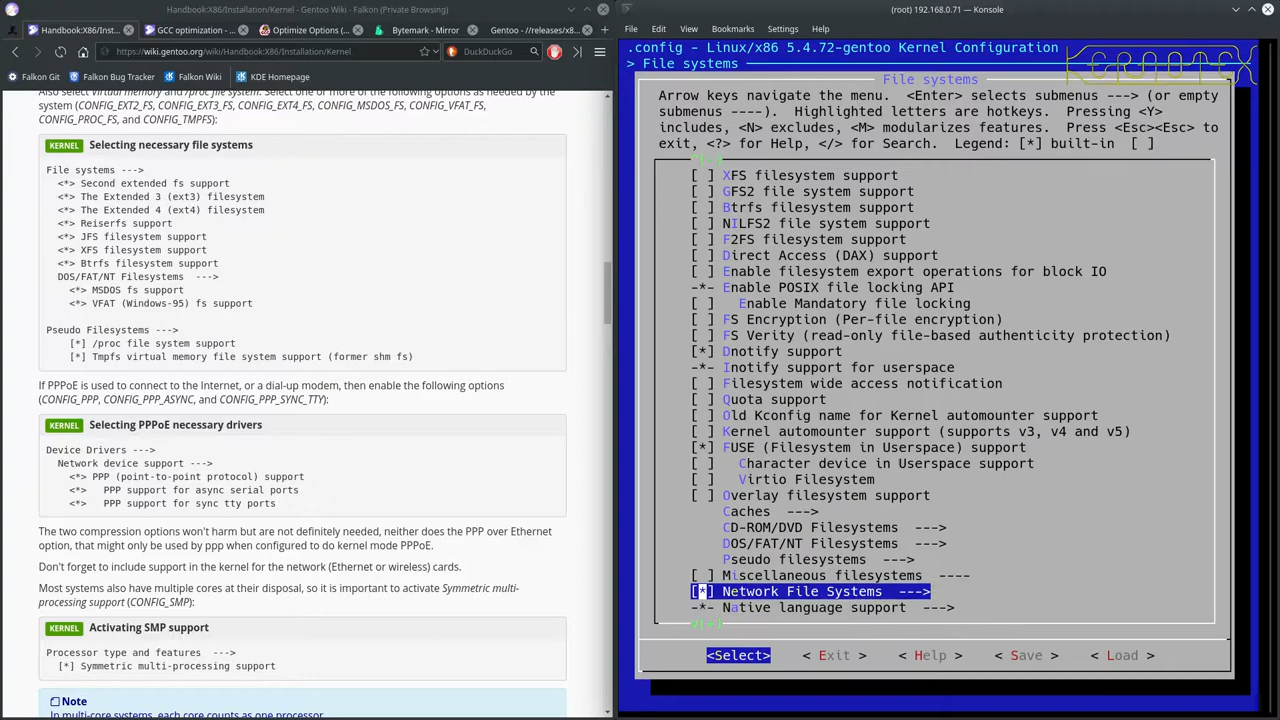 Handbook:X86/Installation/Kernel - Gentoo Wiki - Falkon (Private Browsing)
Handbook:X86/Inst...
GCC optimization - ...
Optimize Options (...
Bytemark - Mirror
Gentoo - //releases/x8...
https://wiki.gentoo.org/wiki/Handbook:X86/Installation/Kernel
DuckDuckGo
Falkon Git
Falkon Bug Tracker
Falkon Wiki
KDE Homepage
Also select Virtual memory and /proc file system. Select one or more of the following options as needed by the
system (CONFIG_EXT2_FS, CONFIG_EXT3_FS, CONFIG_EXT4_FS, CONFIG_MSDOS_FS, CONFIG_VFAT_FS,
CONFIG_PROC_FS, and CONFIG_TMPFS):
KERNEL Selecting necessary file systems
File systems --->
<*> Second extended fs support
<*> The Extended 3 (ext3) filesystem
<*> The Extended 4 (ext4) filesystem
<*> Reiserfs support
<*> JFS filesystem support
<*> XFS filesystem support
<*> Btrfs filesystem support
DOS/FAT/NT Filesystems --->
<*> MSDOS fs support
<*> VFAT (Windows-95) fs support
Pseudo Filesystems --->
[*] /proc file system support
[*] Tmpfs virtual memory file system support (former shm fs)
If PPPoE is used to connect to the Internet, or a dial-up modem, then enable the following options
(CONFIG_PPP, CONFIG_PPP_ASYNC, and CONFIG_PPP_SYNC_TTY):
KERNEL Selecting PPPoE necessary drivers
Device Drivers --->
Network device support --->
<*> PPP (point-to-point protocol) support
<*> PPP support for async serial ports
<*> PPP support for sync tty ports
The two compression options won't harm but are not definitely needed, neither does the PPP over Ethernet
option, that might only be used by ppp when configured to do kernel mode PPPoE.
Don't forget to include support in the kernel for the network (Ethernet or wireless) cards.
Most systems also have multiple cores at their disposal, so it is important to activate Symmetric multi-
processing support (CONFIG_SMP):
KERNEL Activating SMP support
Processor type and features --->
[*] Symmetric multi-processing support
Note
In multi-core systems, each core counts as one processor.
(root) 192.168.0.71 — Konsole
File Edit View Bookmarks Settings Help
.config - Linux/x86 5.4.72-gentoo Kernel Configuration
> File systems
KERNOTEX
File systems
Arrow keys navigate the menu. <Enter> selects submenus ---> (or empty
submenus ----). Highlighted letters are hotkeys. Pressing <Y>
includes, <N> excludes, <M> modularizes features. Press <Esc><Esc> to
exit, <?> for Help, </> for Search. Legend: [*] built-in [ ]
^(-)
[ ] XFS filesystem support
[ ] GFS2 file system support
[ ] Btrfs filesystem support
[ ] NILFS2 file system support
[ ] F2FS filesystem support
[ ] Direct Access (DAX) support
[ ] Enable filesystem export operations for block IO
-*- Enable POSIX file locking API
[ ] Enable Mandatory file locking
[ ] FS Encryption (Per-file encryption)
[ ] FS Verity (read-only file-based authenticity protection)
[*] Dnotify support
-*- Inotify support for userspace
[ ] Filesystem wide access notification
[ ] Quota support
[ ] Old Kconfig name for Kernel automounter support
[ ] Kernel automounter support (supports v3, v4 and v5)
[*] FUSE (Filesystem in Userspace) support
[ ] Character device in Userspace support
[ ] Virtio Filesystem
[ ] Overlay filesystem support
Caches --->
CD-ROM/DVD Filesystems --->
DOS/FAT/NT Filesystems --->
Pseudo filesystems --->
[ ] Miscellaneous filesystems ----
[*] Network File Systems --->
-*- Native language support --->
v(+)
<Select> < Exit > < Help > < Save > < Load >